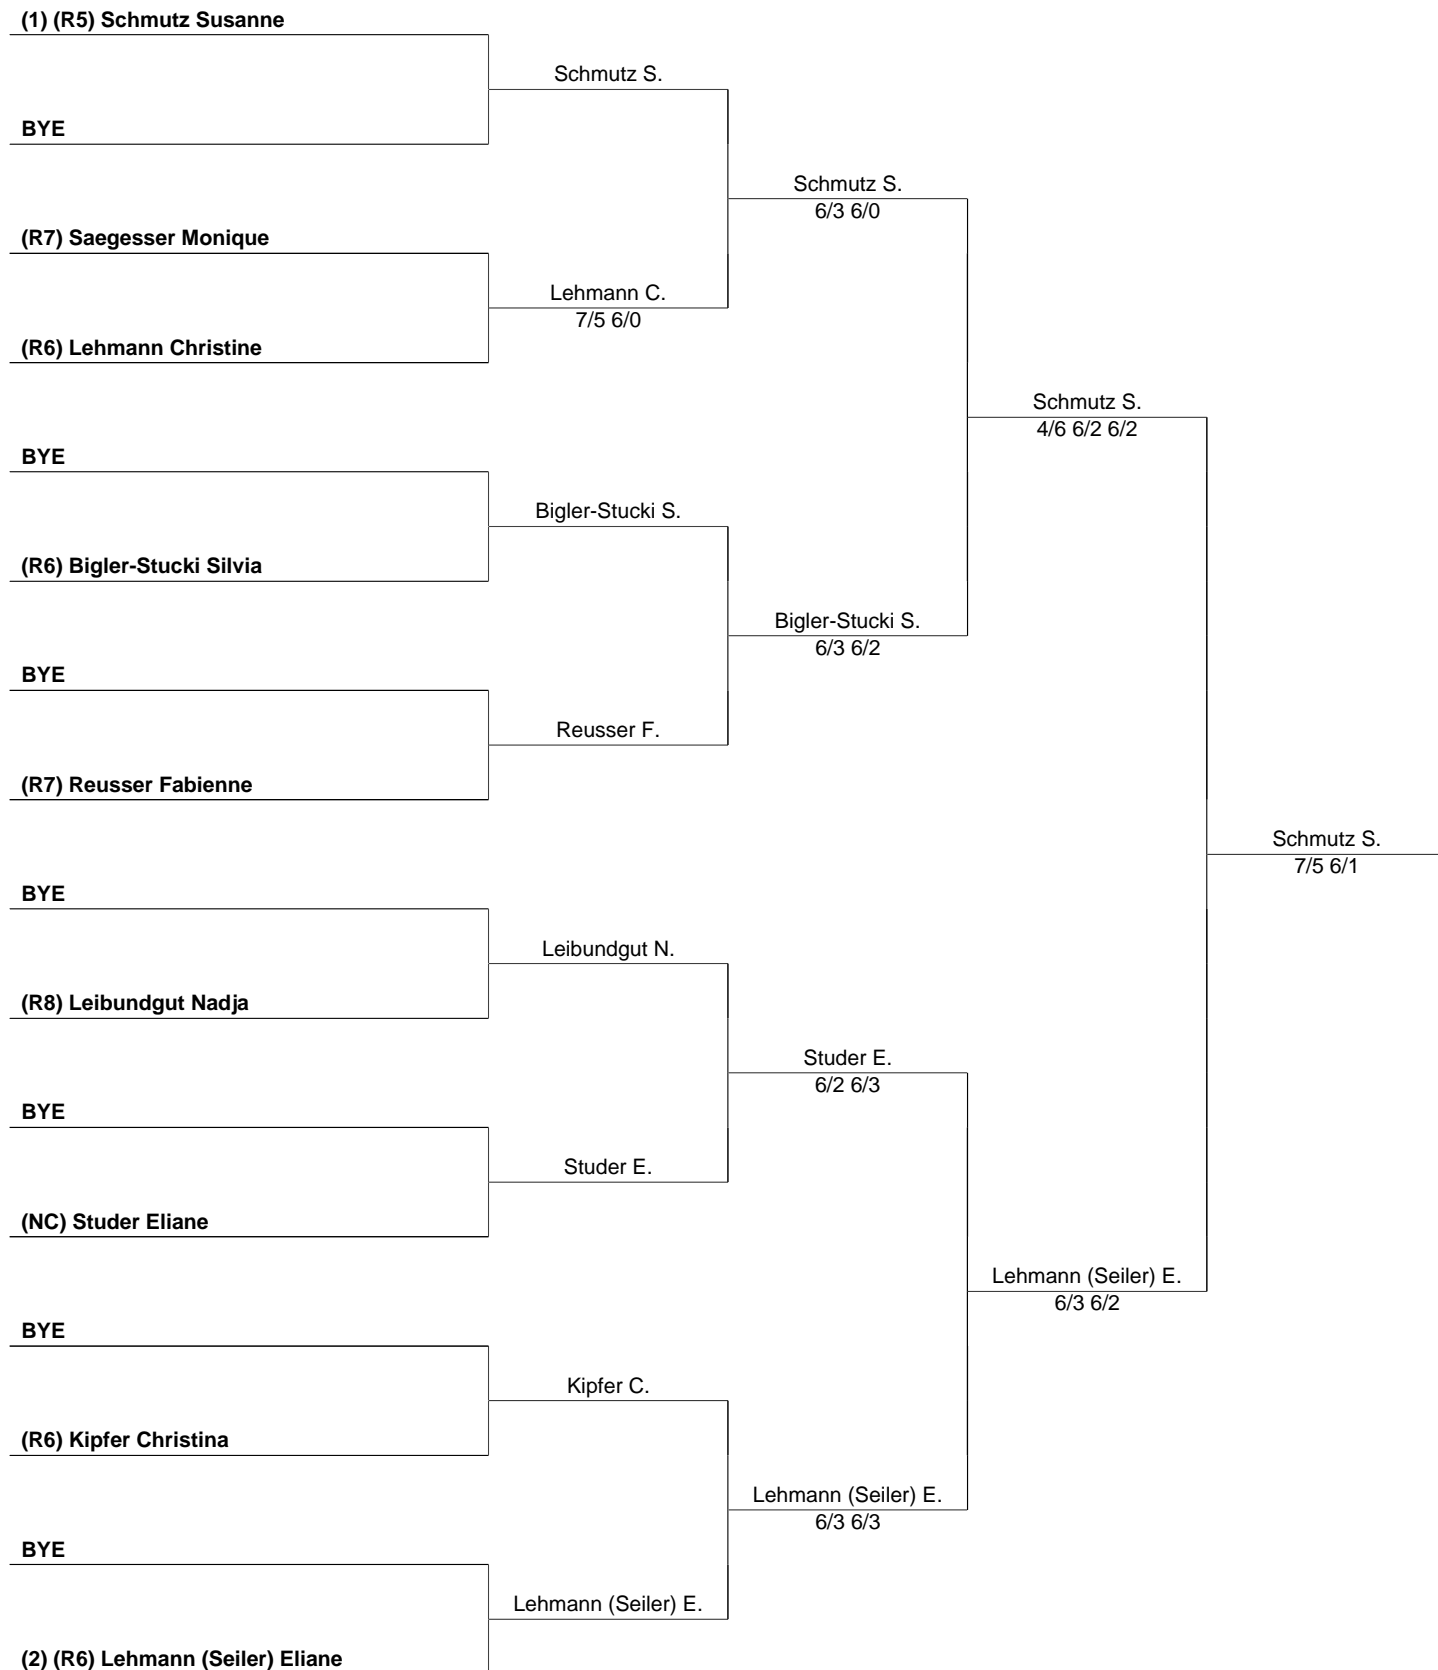 (1) (R5) Schmutz Susanne
Schmutz S.
BYE
Schmutz S.
6/3 6/0
(R7) Saegesser Monique
Lehmann C.
7/5 6/0
(R6) Lehmann Christine
Schmutz S.
4/6 6/2 6/2
BYE
Bigler-Stucki S.
(R6) Bigler-Stucki Silvia
Bigler-Stucki S.
6/3 6/2
BYE
Reusser F.
(R7) Reusser Fabienne
Schmutz S.
7/5 6/1
BYE
Leibundgut N.
(R8) Leibundgut Nadja
Studer E.
6/2 6/3
BYE
Studer E.
(NC) Studer Eliane
Lehmann (Seiler) E.
6/3 6/2
BYE
Kipfer C.
(R6) Kipfer Christina
Lehmann (Seiler) E.
6/3 6/3
BYE
Lehmann (Seiler) E.
(2) (R6) Lehmann (Seiler) Eliane